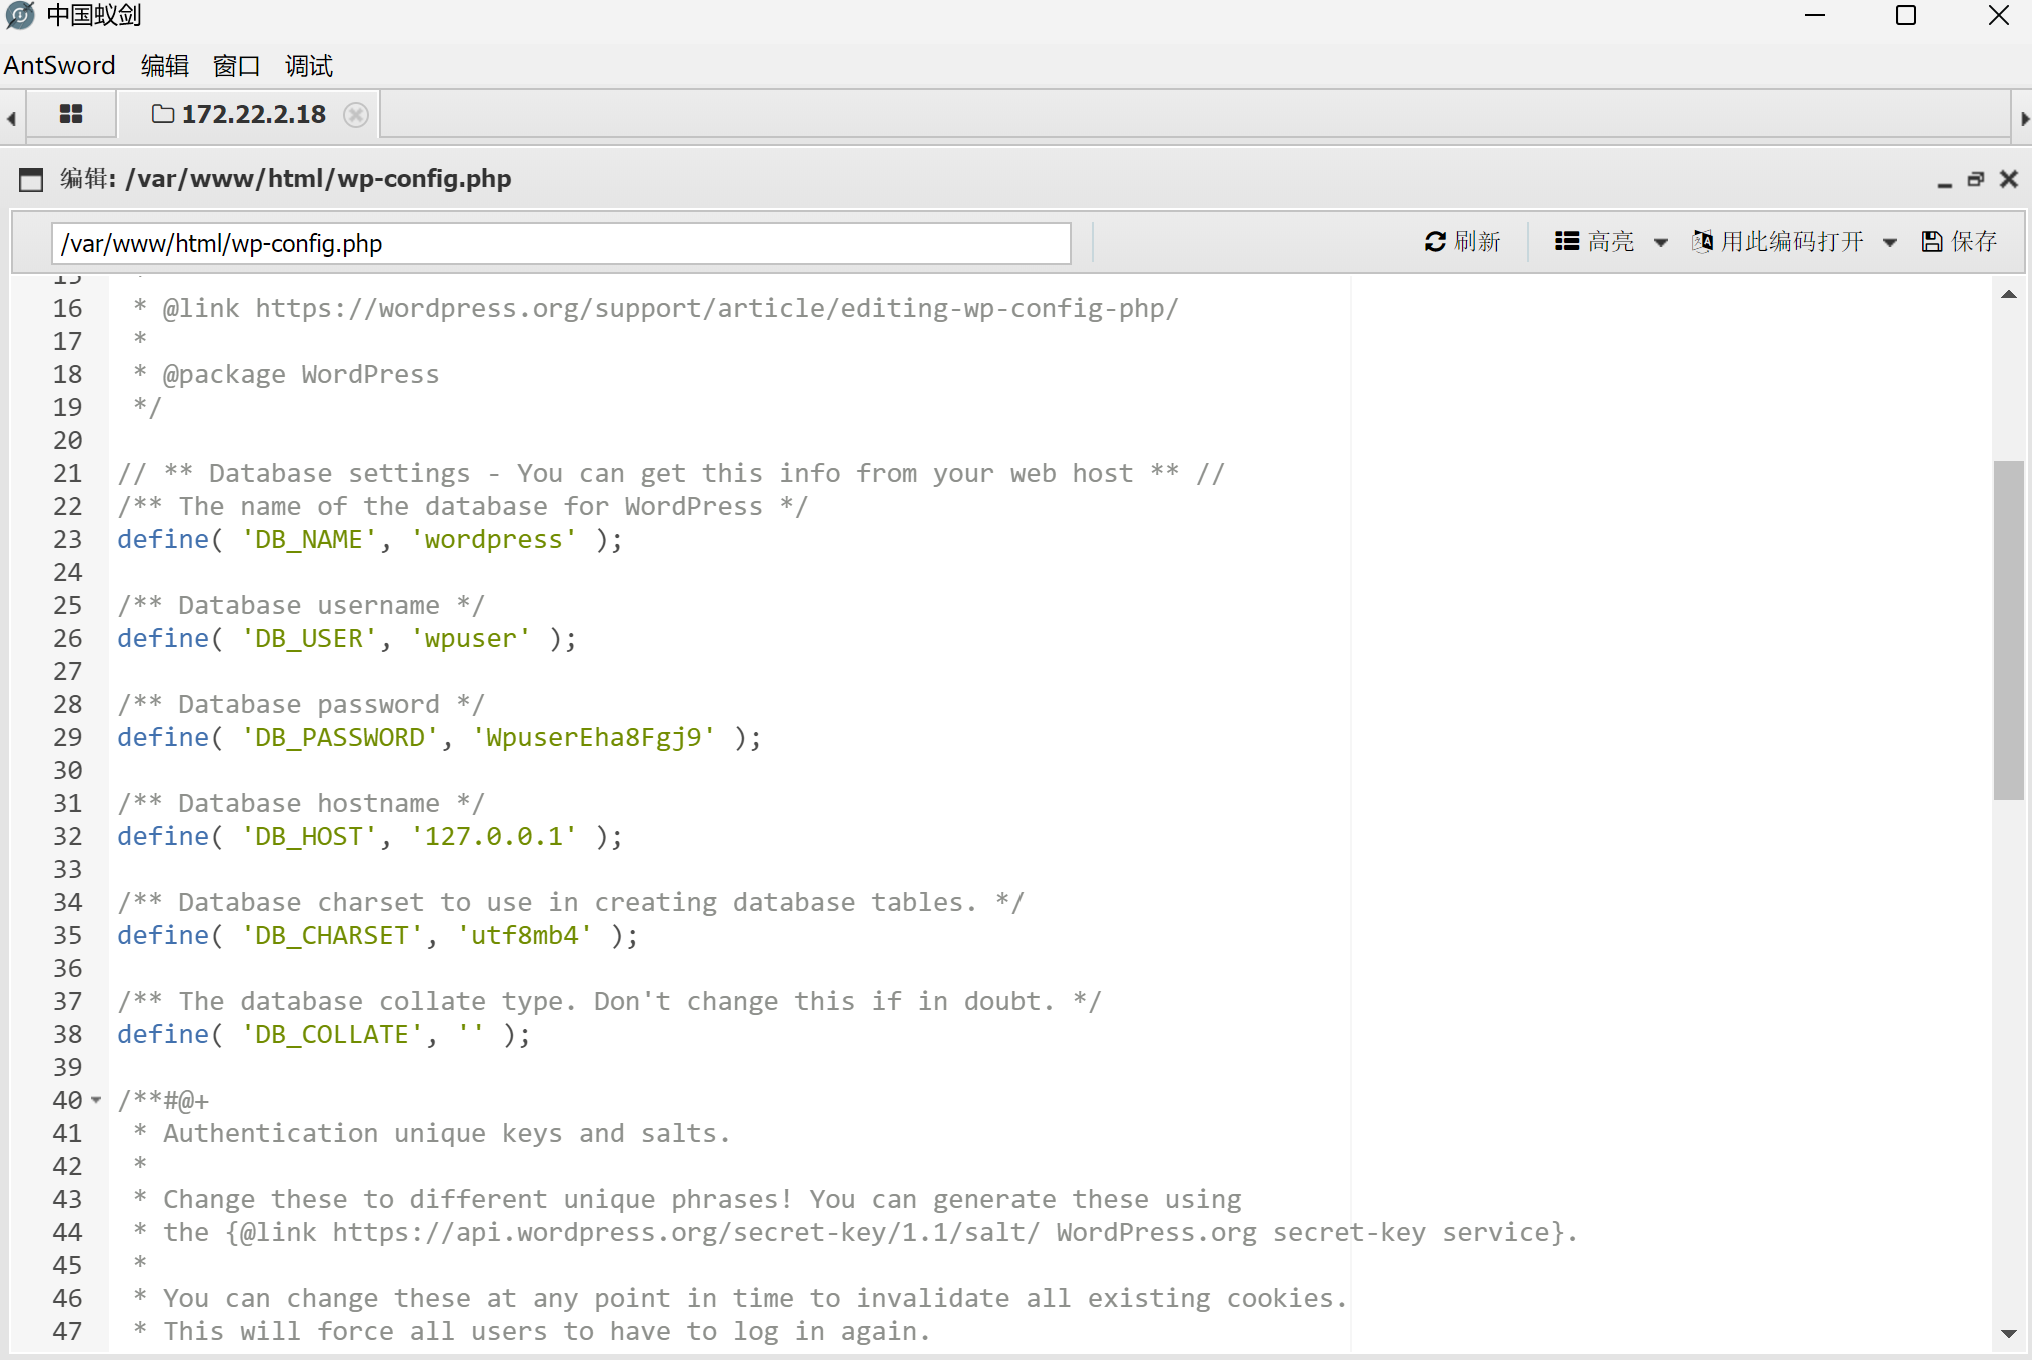 中国蚁剑
AntSword 编辑 窗口 调试
172.22.2.18
编辑: /var/www/html/wp-config.php
/var/www/html/wp-config.php 刷新 高亮 用此编码打开 保存
15 *
16 * @link https://wordpress.org/support/article/editing-wp-config-php/
17 *
18 * @package WordPress
19 */
20
21 // ** Database settings - You can get this info from your web host ** //
22 /** The name of the database for WordPress */
23 define( 'DB_NAME', 'wordpress' );
24
25 /** Database username */
26 define( 'DB_USER', 'wpuser' );
27
28 /** Database password */
29 define( 'DB_PASSWORD', 'WpuserEha8Fgj9' );
30
31 /** Database hostname */
32 define( 'DB_HOST', '127.0.0.1' );
33
34 /** Database charset to use in creating database tables. */
35 define( 'DB_CHARSET', 'utf8mb4' );
36
37 /** The database collate type. Don't change this if in doubt. */
38 define( 'DB_COLLATE', '' );
39
40 /**#@+
41 * Authentication unique keys and salts.
42 *
43 * Change these to different unique phrases! You can generate these using
44 * the {@link https://api.wordpress.org/secret-key/1.1/salt/ WordPress.org secret-key service}.
45 *
46 * You can change these at any point in time to invalidate all existing cookies.
47 * This will force all users to have to log in again.